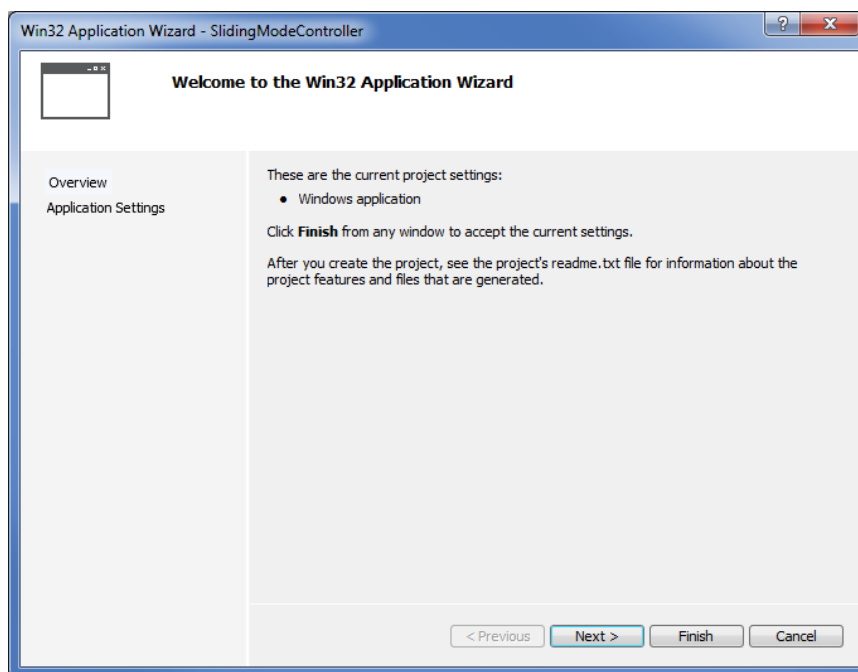 Win32 Application Wizard - SlidingModeController
Welcome to the Win32 Application Wizard
Overview
Application Settings
These are the current project settings:
• Windows application
Click Finish from any window to accept the current settings.
After you create the project, see the project's readme.txt file for information about the
project features and files that are generated.
< Previous
Next >
Finish
Cancel